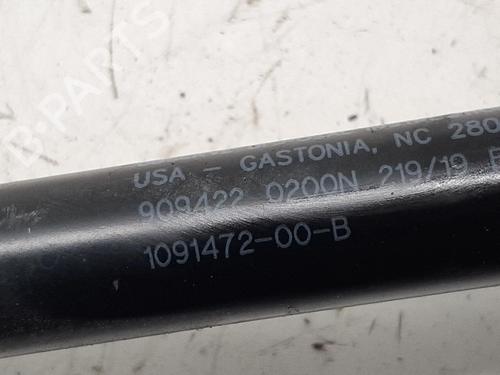 B-PARTS
USA - GASTONIA, NC 280
909422 0200N 219/19
1091472-00-B